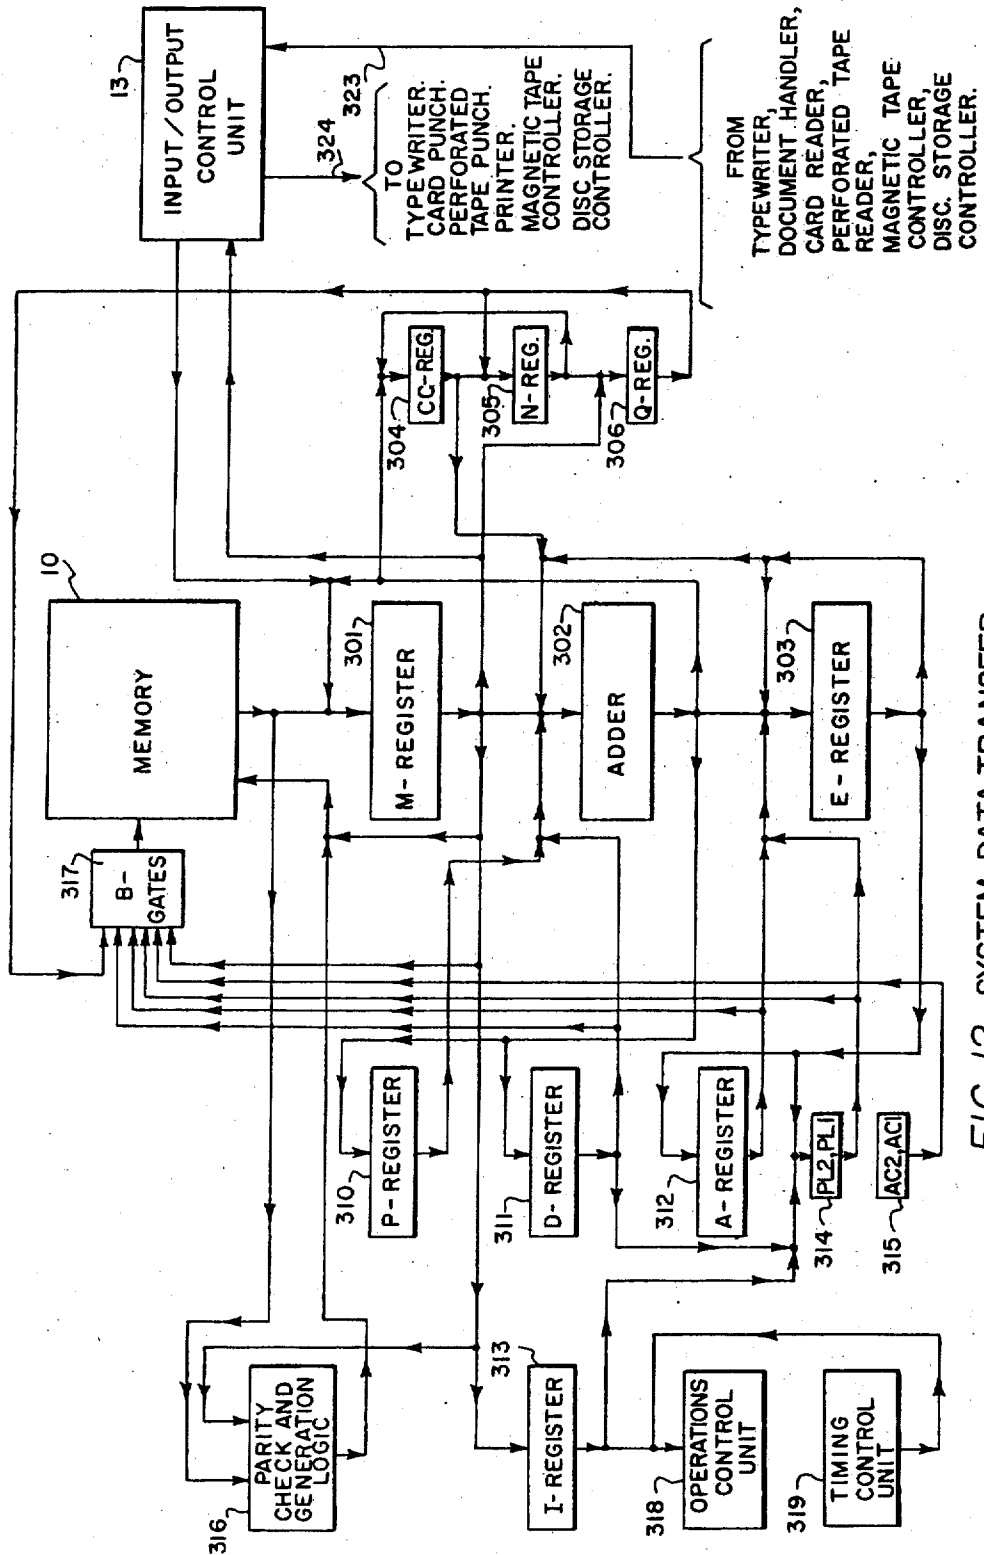 13
INPUT/OUTPUT
CONTROL
UNIT
324
323
TO
TYPEWRITER.
CARD PUNCH.
PERFORATED
TAPE PUNCH.
PRINTER.
MAGNETIC TAPE
CONTROLLER.
DISC STORAGE
CONTROLLER.
FROM
TYPEWRITER,
DOCUMENT HANDLER,
CARD READER,
PERFORATED TAPE
READER,
MAGNETIC TAPE
CONTROLLER,
DISC. STORAGE
CONTROLLER.
304
CC-REG.
305
N-REG.
306
Q-REG.
10
MEMORY
301
M-REGISTER
302
ADDER
303
E-REGISTER
317
B-
GATES
310
P-REGISTER
311
D-REGISTER
312
A-REGISTER
314
PL2,PL1
315
AC2,AC1
316
PARITY
CHECK AND
GENERATION
LOGIC
313
I-REGISTER
318
OPERATIONS
CONTROL
UNIT
319
TIMING
CONTROL
UNIT
FIG. 12 SYSTEM DATA TRANSFER